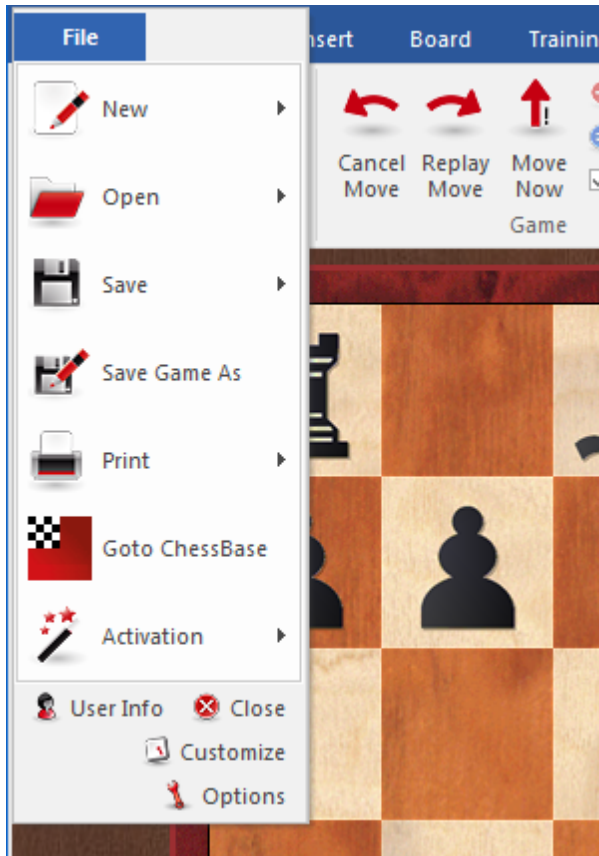 File
nsert
Board
Trainin
New
Open
Save
Save Game As
Print
Goto ChessBase
Activation
User Info
Close
Customize
Options
Cancel
Move
Replay
Move
Move
Now
Game